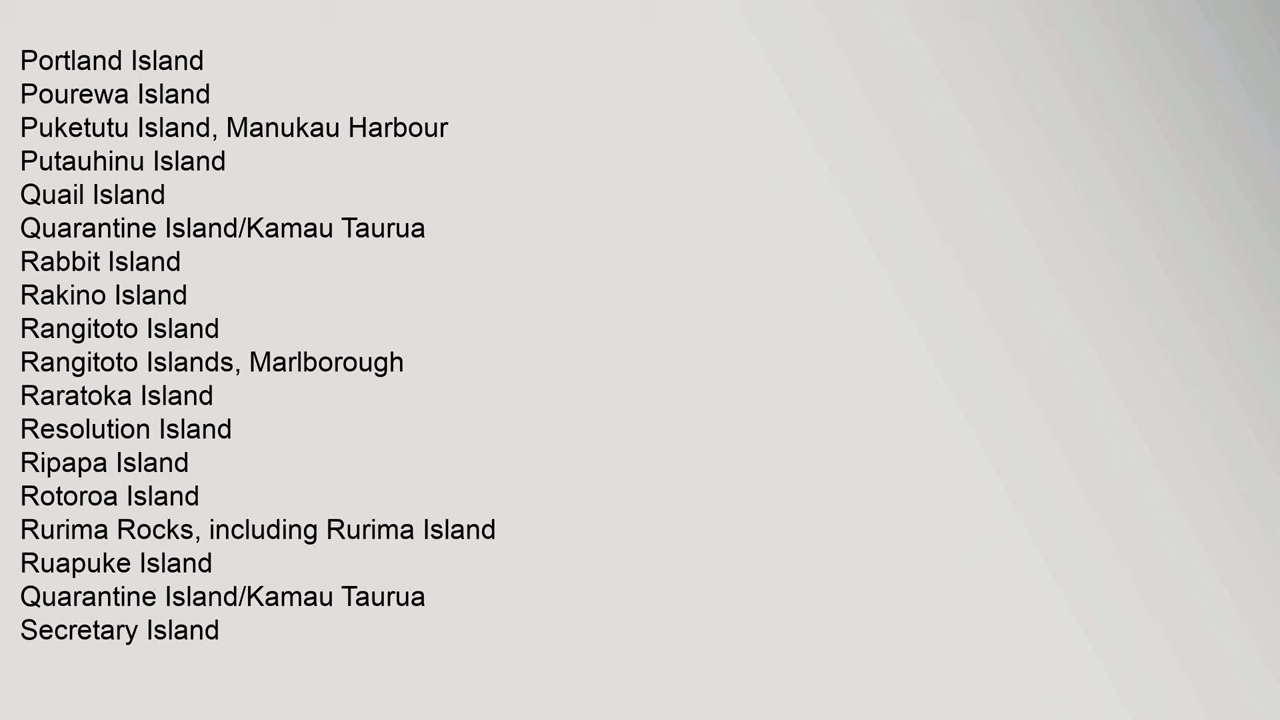 Portland Island
Pourewa Island
Puketutu Island, Manukau Harbour
Putauhinu Island
Quail Island
Quarantine Island/Kamau Taurua
Rabbit Island
Rakino Island
Rangitoto Island
Rangitoto Islands, Marlborough
Raratoka Island
Resolution Island
Ripapa Island
Rotoroa Island
Rurima Rocks, including Rurima Island
Ruapuke Island
Quarantine Island/Kamau Taurua
Secretary Island